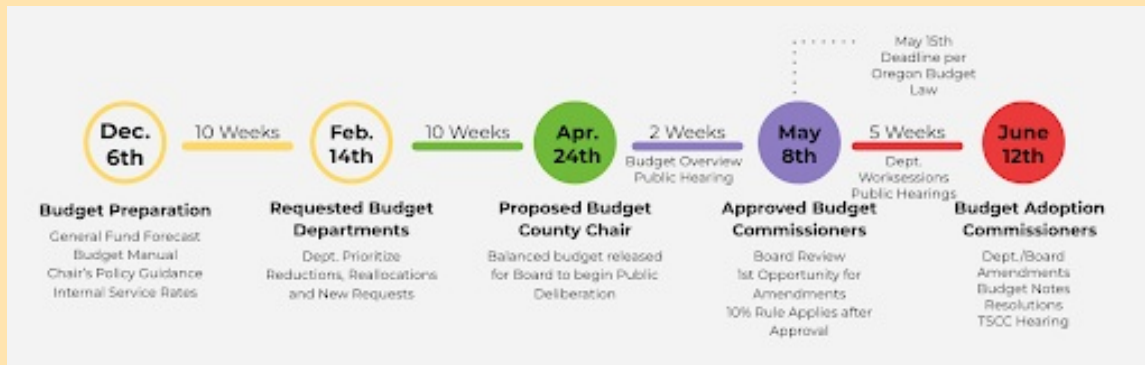 May 15th
Deadline per
Oregon Budget
Law
Dec.
6th
10 Weeks
Feb.
14th
10 Weeks
Apr.
24th
2 Weeks
Budget Overview
Public Hearing
May
8th
5 Weeks
Dept.
Worksessions
Public Hearings
June
12th
Budget Preparation
General Fund Forecast
Budget Manual
Chair's Policy Guidance
Internal Service Rates
Requested Budget
Departments
Dept. Prioritize
Reductions, Reallocations
and New Requests
Proposed Budget
County Chair
Balanced budget released
for Board to begin Public
Deliberation
Approved Budget
Commissioners
Board Review
1st Opportunity for
Amendments
10% Rule Applies after
Approval
Budget Adoption
Commissioners
Dept./Board
Amendments
Budget Notes
Resolutions
TSCC Hearing